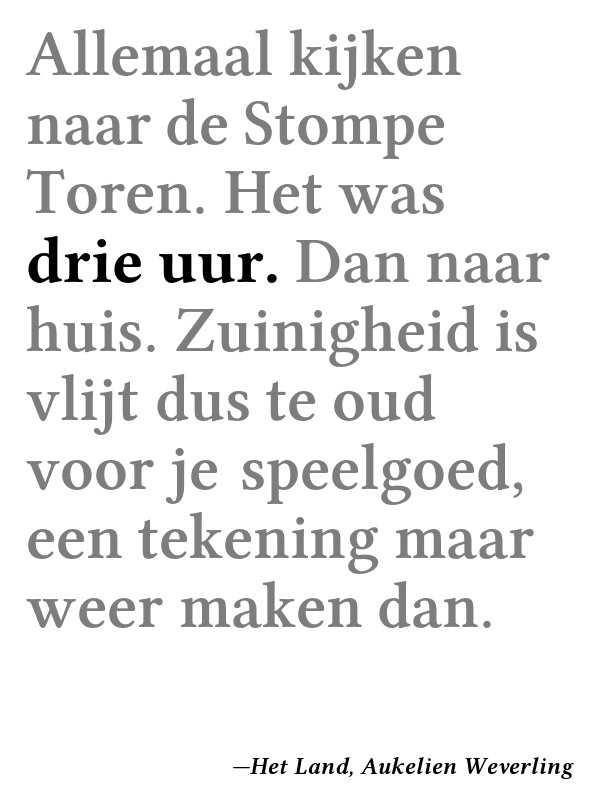 Allemaal kijken
naar de Stompe
Toren. Het was
drie uur. Dan naar
huis. Zuinigheid is
vlijt dus te oud
voor je speelgoed,
een tekening maar
weer maken dan.
—Het Land, Aukelien Weverling